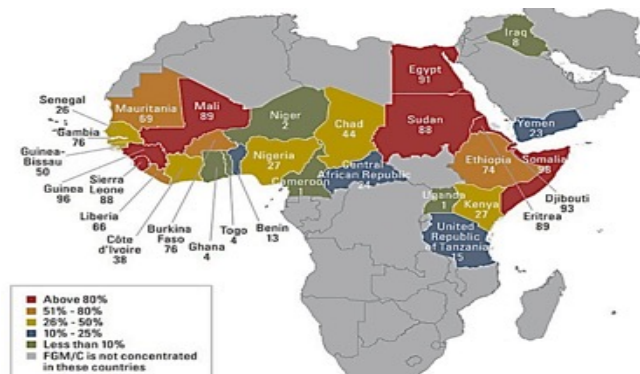 Iraq
8
Egypt
91
Mauritania
69
Mali
89
Niger
2
Chad
44
Sudan
88
Yemen
23
Senegal
26
Gambia
76
Guinea-
Bissau
50
Guinea
96
Sierra
Leone
88
Liberia
66
Côte
d'Ivoire
38
Burkina
Faso
76
Ghana
4
Togo
4
Benin
13
Nigeria
27
Cameroon
1
Central
African Republic
24
Ethiopia
74
Somalia
98
Djibouti
93
Eritrea
89
Uganda
1
Kenya
27
United
Republic
of Tanzania
15
Above 80%
51% - 80%
26% - 50%
10% - 25%
Less than 10%
FGM/C is not concentrated
in these countries